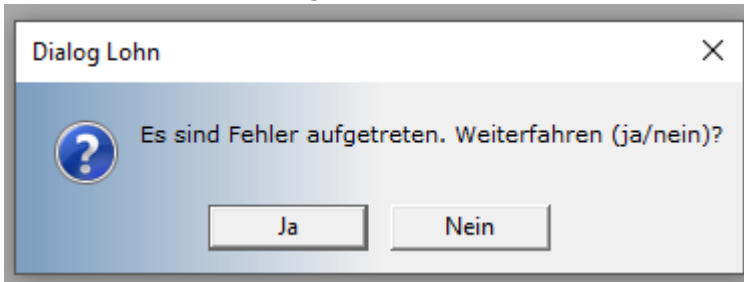 Dialog Lohn
Es sind Fehler aufgetreten. Weiterfahren (ja/nein)?
Ja
Nein